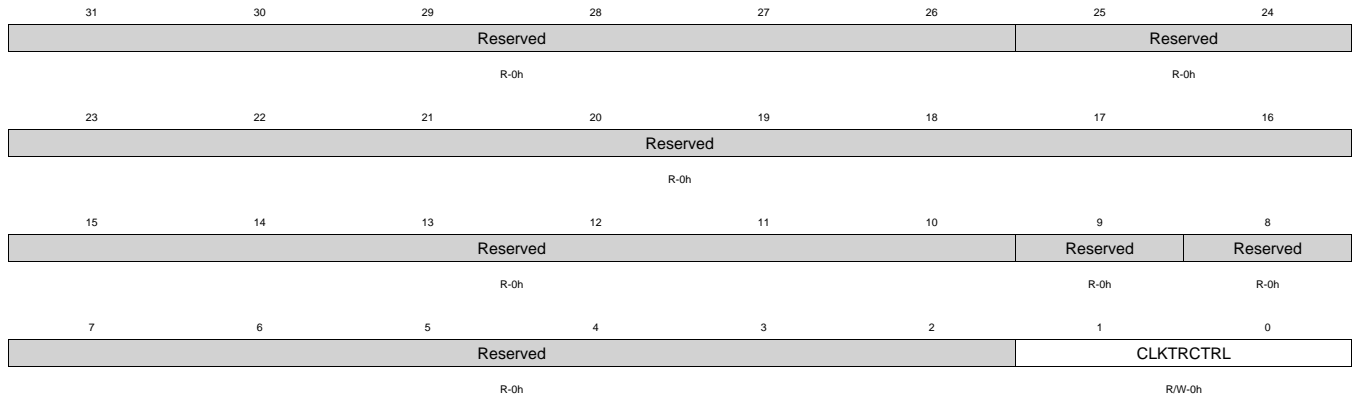 31 30 29 28 27 26 25 24
Reserved Reserved
R-0h R-0h
23 22 21 20 19 18 17 16
Reserved
R-0h
15 14 13 12 11 10 9 8
Reserved Reserved Reserved
R-0h R-0h R-0h
7 6 5 4 3 2 1 0
Reserved CLKTRCTRL
R-0h R/W-0h